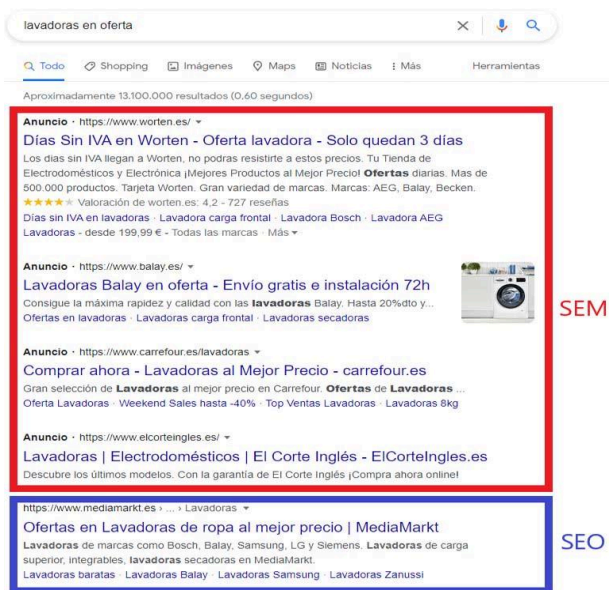 lavadoras en oferta
Todo Shopping Imágenes Maps Noticias Más Herramientas
Aproximadamente 13.100.000 resultados (0,60 segundos)
Anuncio · https://www.worten.es/
Días Sin IVA en Worten - Oferta lavadora - Solo quedan 3 días
Los dias sin IVA llegan a Worten, no podras resistirte a estos precios. Tu Tienda de
Electrodomésticos y Electrónica ¡Mejores Productos al Mejor Precio! Ofertas diarias. Mas de
500.000 productos. Tarjeta Worten. Gran variedad de marcas. Marcas: AEG, Balay, Becken.
Valoración de worten.es: 4,2 - 727 reseñas
Días sin IVA en lavadoras · Lavadora carga frontal · Lavadora Bosch · Lavadora AEG
Lavadoras - desde 199,99 € - Todas las marcas · Más
Anuncio · https://www.balay.es/
Lavadoras Balay en oferta - Envío gratis e instalación 72h
Consigue la máxima rapidez y calidad con las lavadoras Balay. Hasta 20%dto y...
Ofertas en lavadoras · Lavadoras carga frontal · Lavadoras secadoras
SEM
Anuncio · https://www.carrefour.es/lavadoras
Comprar ahora - Lavadoras al Mejor Precio - carrefour.es
Gran selección de Lavadoras al mejor precio en Carrefour. Ofertas de Lavadoras ...
Oferta Lavadoras · Weekend Sales hasta -40% · Top Ventas Lavadoras · Lavadoras 8kg
Anuncio · https://www.elcorteingles.es/
Lavadoras | Electrodomésticos | El Corte Inglés - ElCorteIngles.es
Descubre los últimos modelos. Con la garantía de El Corte Inglés ¡Compra ahora online!
https://www.mediamarkt.es › ... › Lavadoras
Ofertas en Lavadoras de ropa al mejor precio | MediaMarkt
SEO
Lavadoras de marcas como Bosch, Balay, Samsung, LG y Siemens. Lavadoras de carga
superior, integrables, lavadoras secadoras en MediaMarkt.
Lavadoras baratas · Lavadoras Balay · Lavadoras Samsung · Lavadoras Zanussi